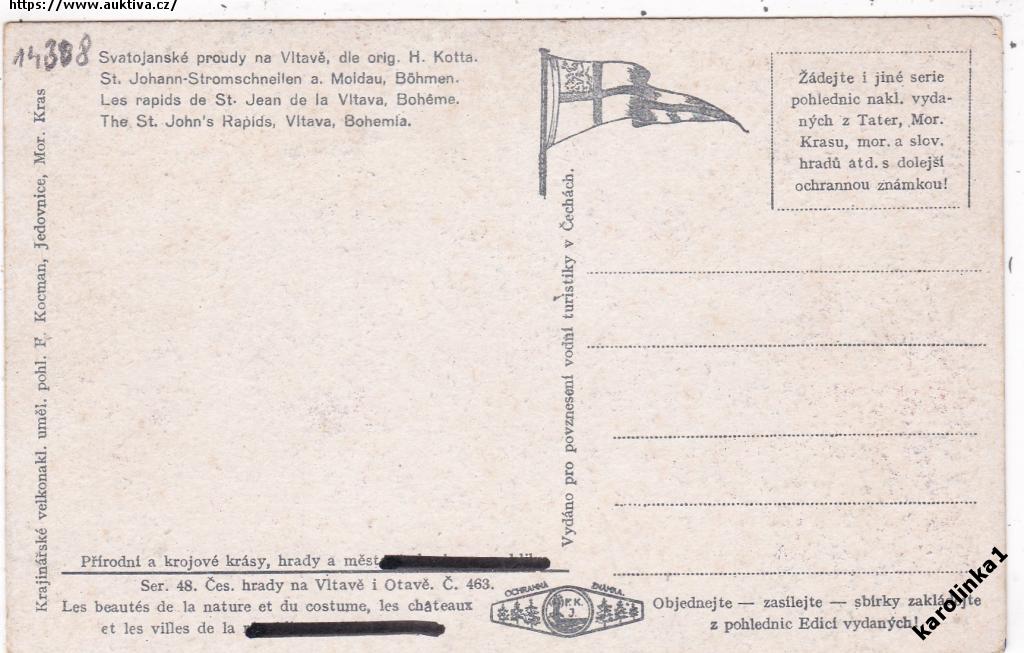 https://www.auktiva.cz/
14388
Svatojanské proudy na Vltavě, dle orig. H. Kotta.
St. Johann-Stromschnellen a. Moldau, Böhmen.
Les rapids de St. Jean de la Vltava, Bohême.
The St. John's Rapids, Vltava, Bohemia.
Žádejte i jiné serie
pohlednic nakl. vyda-
ných z Tater, Mor.
Krasu, mor. a slov.
hradů atd. s dolejší
ochrannou známkou!
Krajinářské velkonakl. uměl. pohl. F. Kocman, Jedovnice, Mor. Kras
Vydáno pro povznesení vodní turistiky v Čechách.
Přírodní a krojové krásy, hrady a měst
Ser. 48. Čes. hrady na Vltavě i Otavě. Č. 463.
Les beautés de la nature et du costume, les châteaux
et les villes de la
OCHRANNÁ ZNÁMKA.
F. K.
J.
Objednejte — zasílejte — sbírky zakládejte
z pohlednic Edicí vydaných!
karolinka1